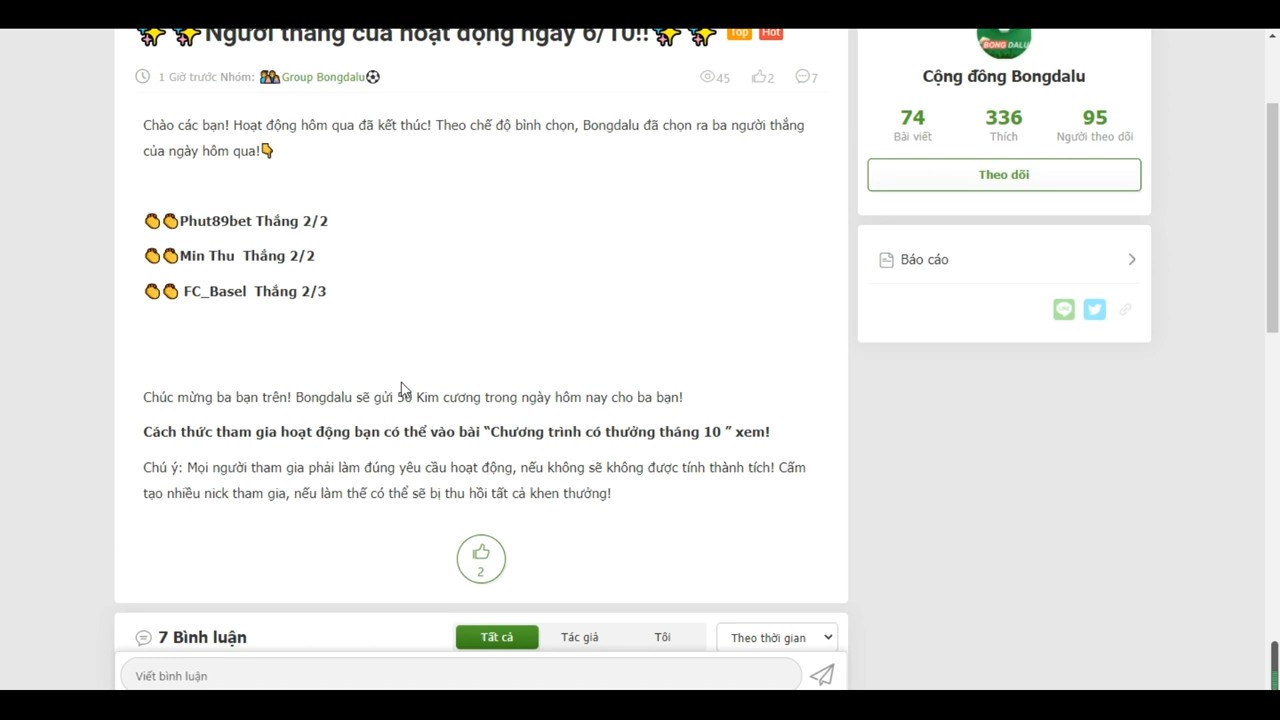 Người thắng của hoạt động ngày 6/10!! Top Hot
1 Giờ trước Nhóm: Group Bongdalu 45 2 7
Chào các bạn! Hoạt động hôm qua đã kết thúc! Theo chế độ bình chọn, Bongdalu đã chọn ra ba người thắng
của ngày hôm qua!
Phut89bet Thắng 2/2
Min Thu Thắng 2/2
FC_Basel Thắng 2/3
Chúc mừng ba bạn trên! Bongdalu sẽ gửi 50 Kim cương trong ngày hôm nay cho ba bạn!
Cách thức tham gia hoạt động bạn có thể vào bài “Chương trình có thưởng tháng 10 ” xem!
Chú ý: Mọi người tham gia phải làm đúng yêu cầu hoạt động, nếu không sẽ không được tính thành tích! Cấm
tạo nhiều nick tham gia, nếu làm thế có thể sẽ bị thu hồi tất cả khen thưởng!
2
7 Bình luận
Tất cả Tác giả Tôi
Theo thời gian
Viết bình luận
BONG DALU
Cộng đồng Bongdalu
74 336 95
Bài viết Thích Người theo dõi
Theo dõi
Báo cáo
LINE